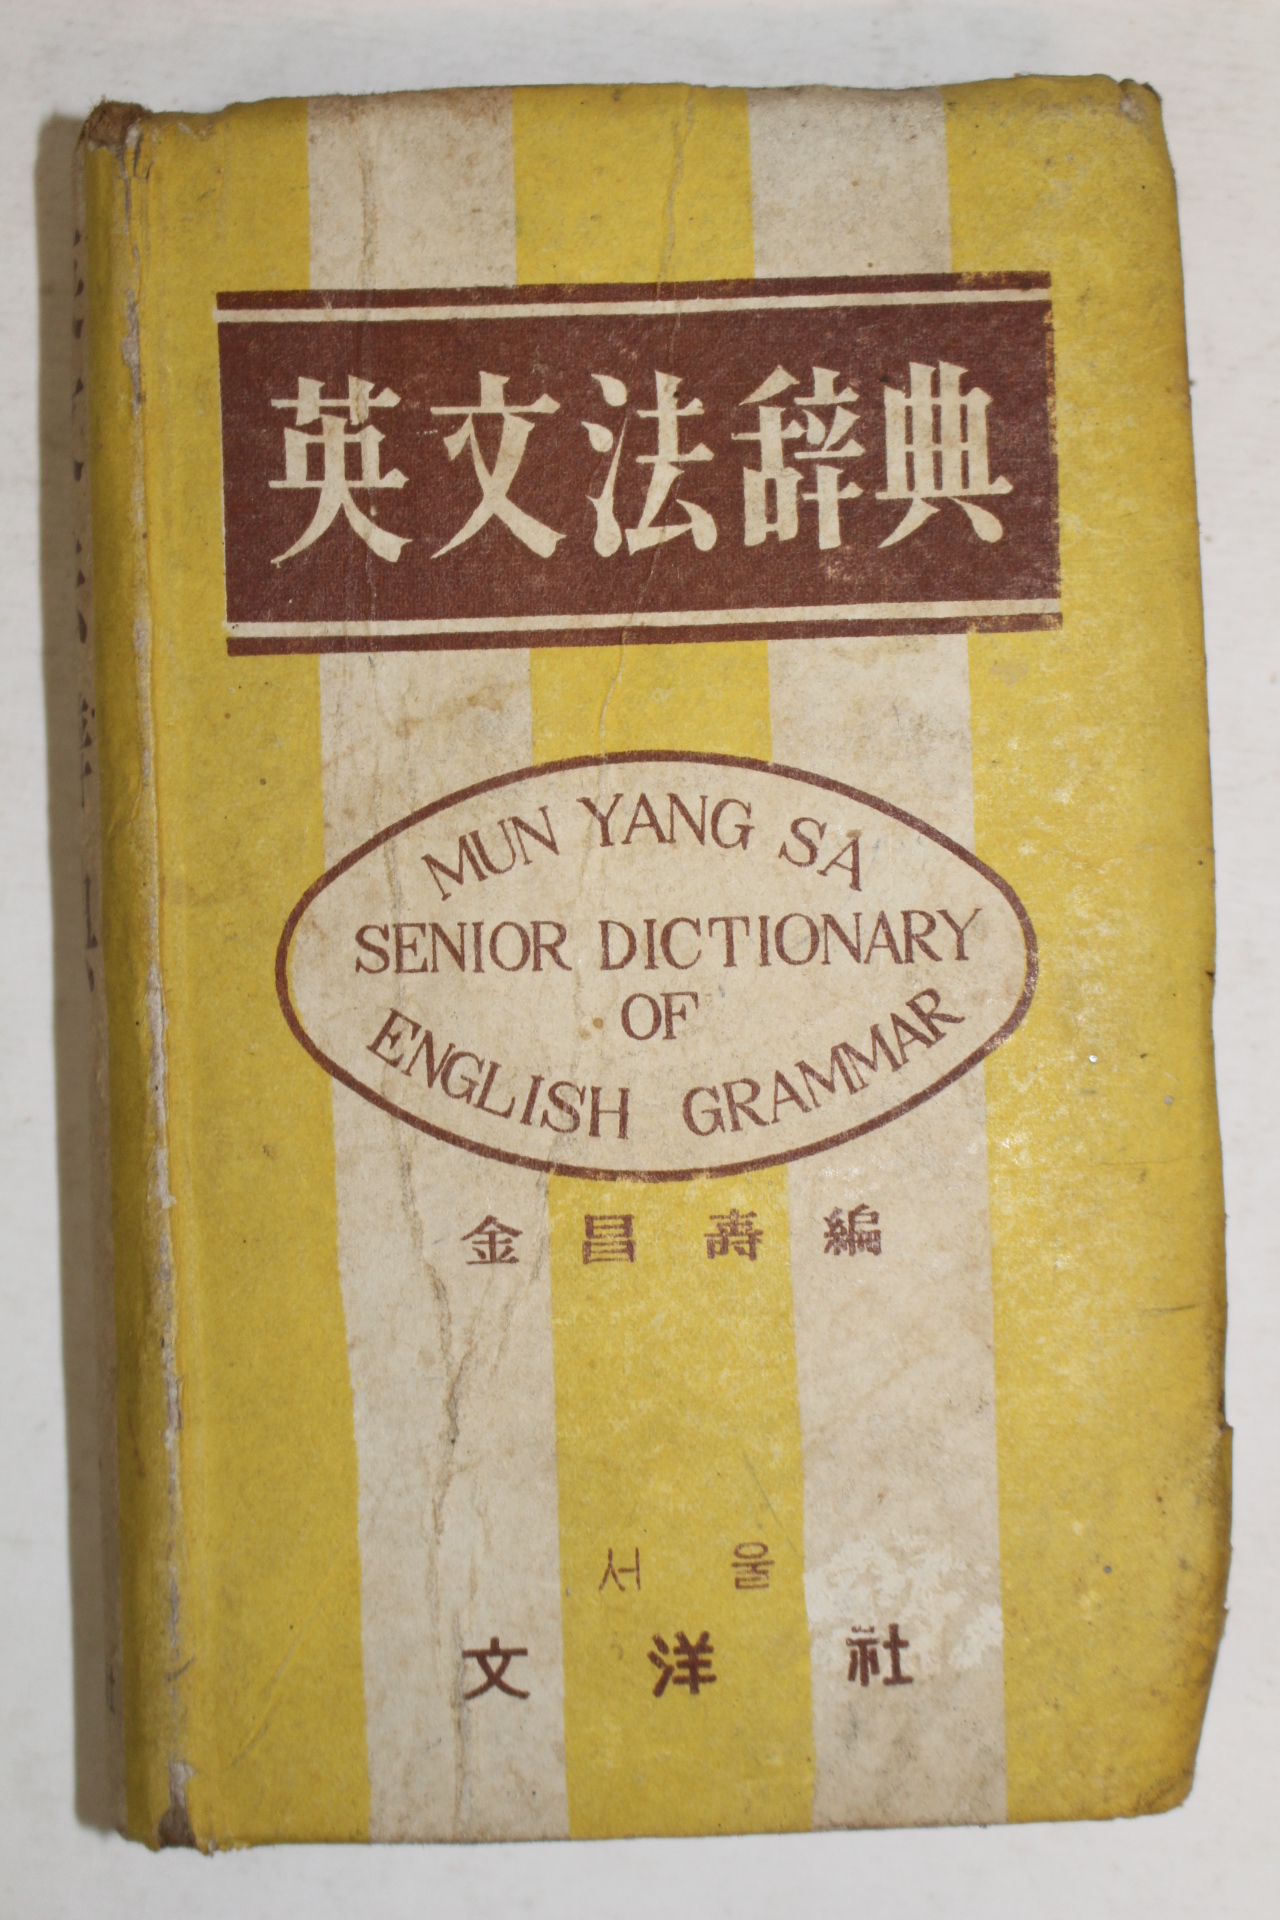 英文法辞典
MUN YANG SA
SENIOR DICTIONARY
OF
ENGLISH GRAMMAR
金昌壽編
서울
文洋社